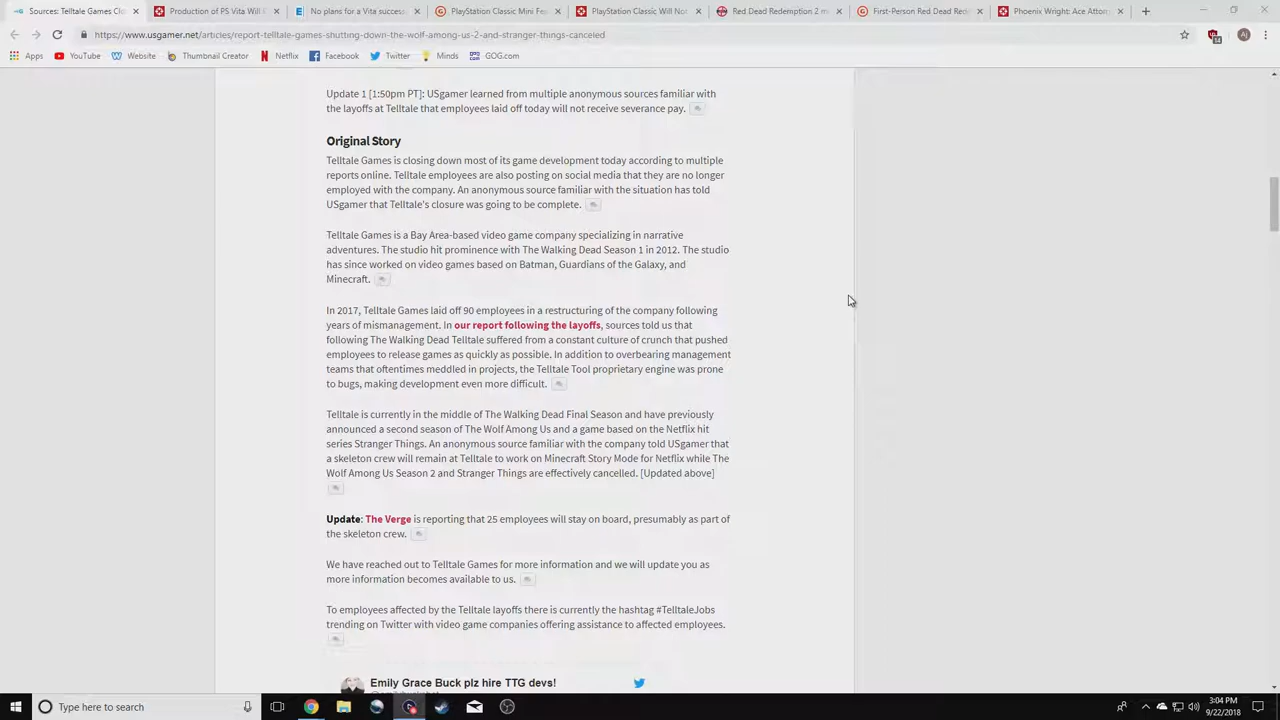 Sources: Telltale Games Clo
Production of PS Vita Will E
No plans for a Vita success
PlayStation Classic Mini Fea
PlayStation Classic Will Not
Red Dead Redemption 2 m
First-Person Red Dead Rede
Phoenix Wright: Ace Attorn
https://www.usgamer.net/articles/report-telltale-games-shutting-down-the-wolf-among-us-2-and-stranger-things-canceled
Apps YouTube Website Thumbnail Creator Netflix Facebook Twitter Minds GOG.com
Update 1 [1:50pm PT]: USgamer learned from multiple anonymous sources familiar with
the layoffs at Telltale that employees laid off today will not receive severance pay.
Original Story
Telltale Games is closing down most of its game development today according to multiple
reports online. Telltale employees are also posting on social media that they are no longer
employed with the company. An anonymous source familiar with the situation has told
USgamer that Telltale's closure was going to be complete.
Telltale Games is a Bay Area-based video game company specializing in narrative
adventures. The studio hit prominence with The Walking Dead Season 1 in 2012. The studio
has since worked on video games based on Batman, Guardians of the Galaxy, and
Minecraft.
In 2017, Telltale Games laid off 90 employees in a restructuring of the company following
years of mismanagement. In our report following the layoffs, sources told us that
following The Walking Dead Telltale suffered from a constant culture of crunch that pushed
employees to release games as quickly as possible. In addition to overbearing management
teams that oftentimes meddled in projects, the Telltale Tool proprietary engine was prone
to bugs, making development even more difficult.
Telltale is currently in the middle of The Walking Dead Final Season and have previously
announced a second season of The Wolf Among Us and a game based on the Netflix hit
series Stranger Things. An anonymous source familiar with the company told USgamer that
a skeleton crew will remain at Telltale to work on Minecraft Story Mode for Netflix while The
Wolf Among Us Season 2 and Stranger Things are effectively cancelled. [Updated above]
Update: The Verge is reporting that 25 employees will stay on board, presumably as part of
the skeleton crew.
We have reached out to Telltale Games for more information and we will update you as
more information becomes available to us.
To employees affected by the Telltale layoffs there is currently the hashtag #TelltaleJobs
trending on Twitter with video game companies offering assistance to affected employees.
Emily Grace Buck plz hire TTG devs!
Type here to search
3:04 PM
9/22/2018